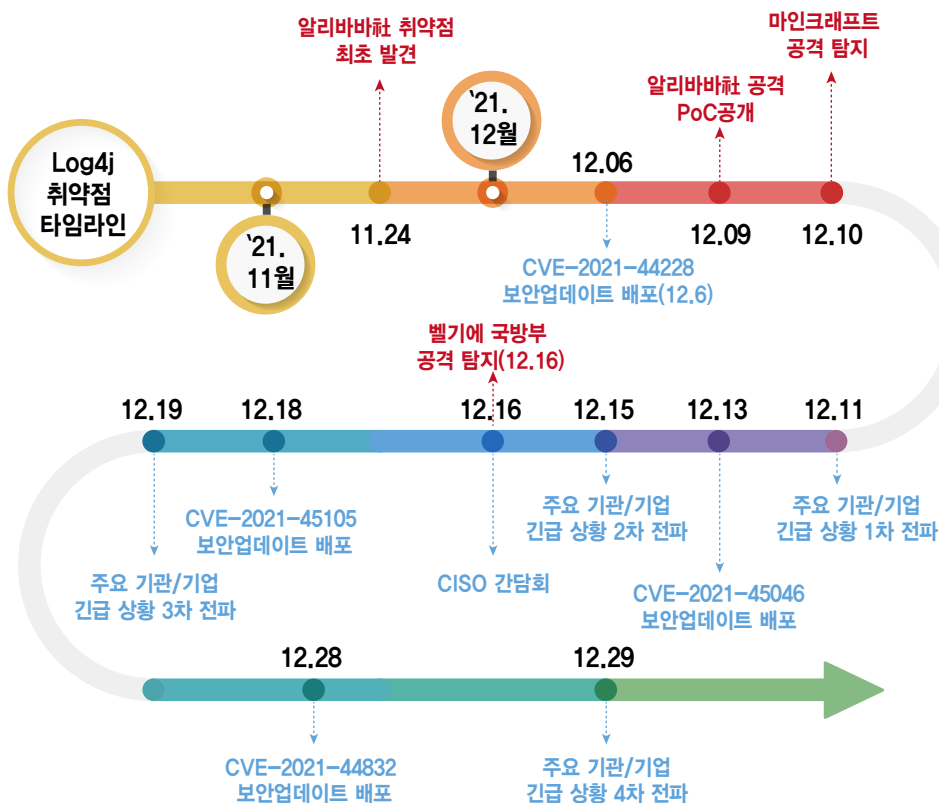 Log4j
취약점
타임라인
'21.
11월
알리바바社 취약점
최초 발견
11.24
'21.
12월
12.06
CVE-2021-44228
보안업데이트 배포(12.6)
알리바바社 공격
PoC공개
12.09
마인크래프트
공격 탐지
12.10
12.11
주요 기관/기업
긴급 상황 1차 전파
12.13
CVE-2021-45046
보안업데이트 배포
12.15
주요 기관/기업
긴급 상황 2차 전파
벨기에 국방부
공격 탐지(12.16)
12.16
CISO 간담회
12.18
CVE-2021-45105
보안업데이트 배포
12.19
주요 기관/기업
긴급 상황 3차 전파
12.28
CVE-2021-44832
보안업데이트 배포
12.29
주요 기관/기업
긴급 상황 4차 전파